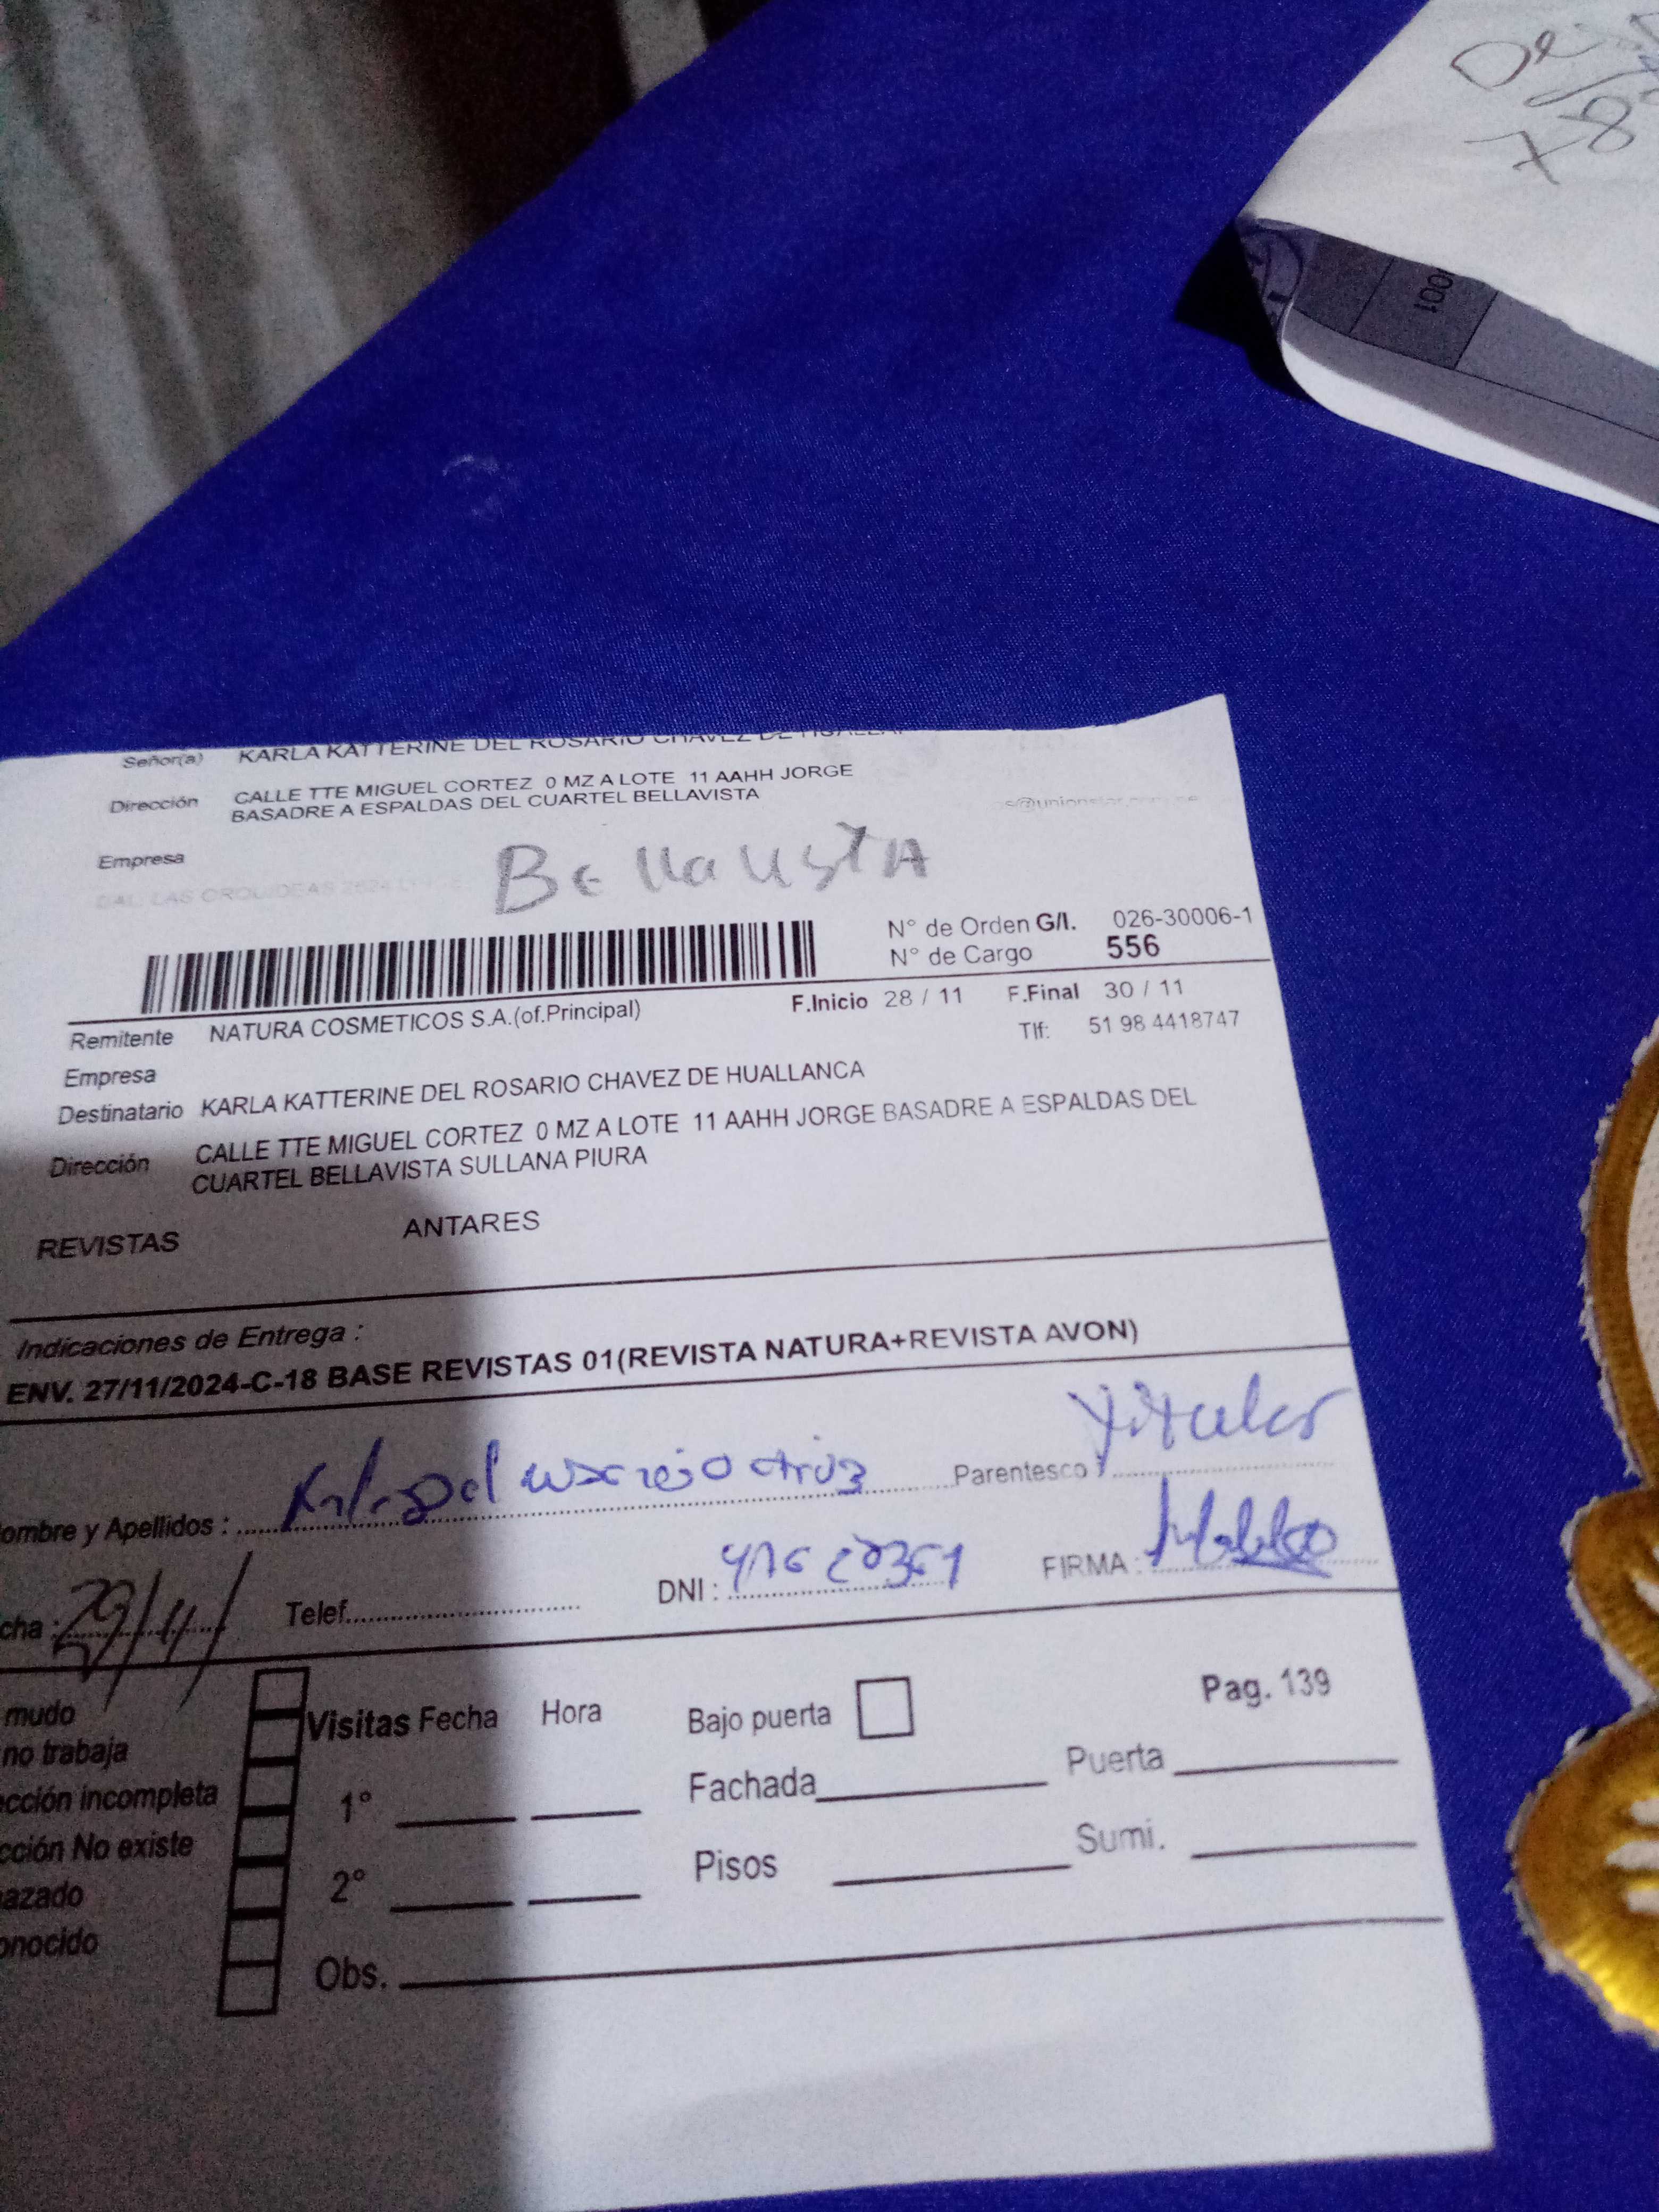 Señor(a) KARLA KATTERINE DEL ROSARIO CHAVEZ DE HUALLAN
Dirección CALLE TTE MIGUEL CORTEZ 0 MZ A LOTE 11 AAHH JORGE
BASADRE A ESPALDAS DEL CUARTEL BELLAVISTA
Empresa
BELLAVISTA
N° de Orden G/I. 026-30006-1
N° de Cargo 556
F.Inicio 28 / 11 F.Final 30 / 11
Remitente NATURA COSMETICOS S.A.(of.Principal)
Tlf: 51 98 4418747
Empresa
Destinatario KARLA KATTERINE DEL ROSARIO CHAVEZ DE HUALLANCA
Dirección CALLE TTE MIGUEL CORTEZ 0 MZ A LOTE 11 AAHH JORGE BASADRE A ESPALDAS DEL
CUARTEL BELLAVISTA SULLANA PIURA
REVISTAS ANTARES
Indicaciones de Entrega :
ENV. 27/11/2024-C-18 BASE REVISTAS 01(REVISTA NATURA+REVISTA AVON)
ombre y Apellidos : Parentesco Titular
cha : 29/11/ Telef. DNI : FIRMA :
mudo
no trabaja
cción incompleta
cción No existe
azado
onocido
Visitas Fecha Hora
1°
2°
Obs.
Bajo puerta
Pag. 139
Fachada Puerta
Pisos Sumi.
1001